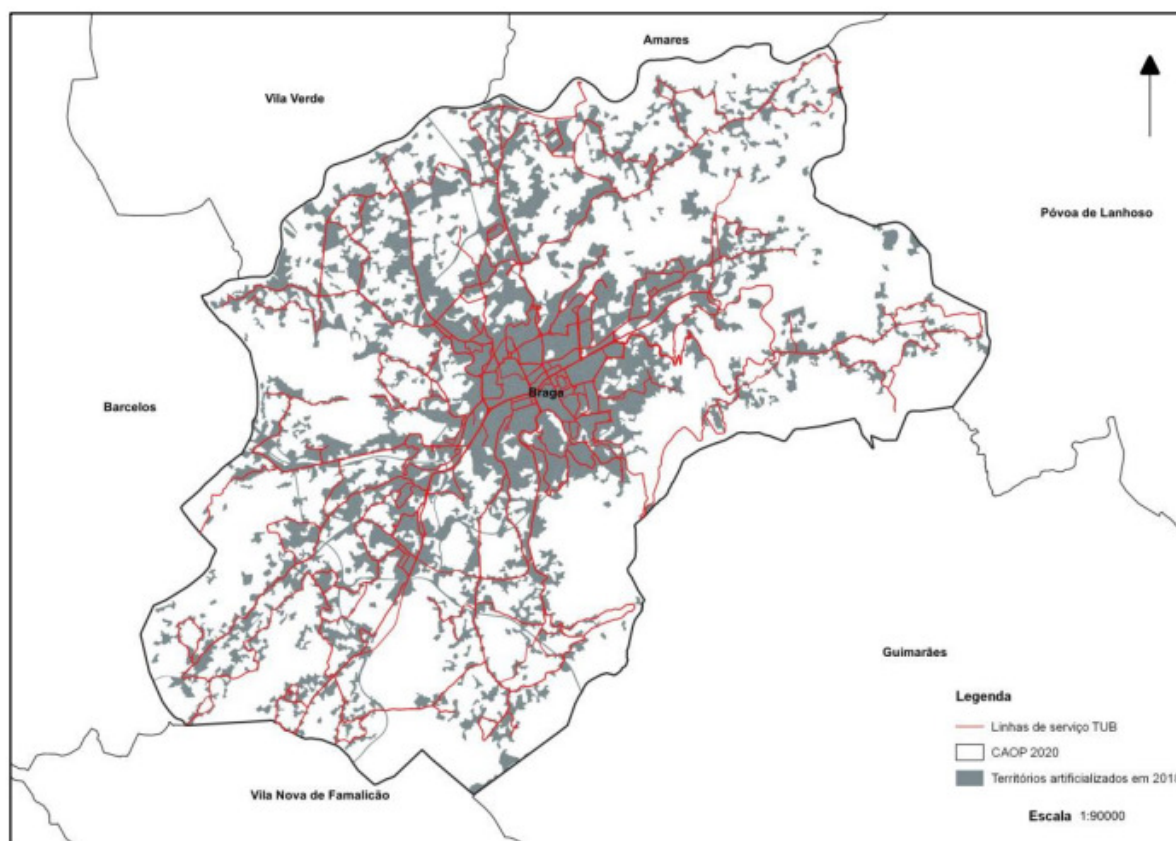 Amares
Vila Verde
Póvoa de Lanhoso
Barcelos
Braga
Guimarães
Vila Nova de Famalicão
Legenda
Linhas de serviço TUB
CAOP 2020
Territórios artificializados em 2018
Escala 1:90000